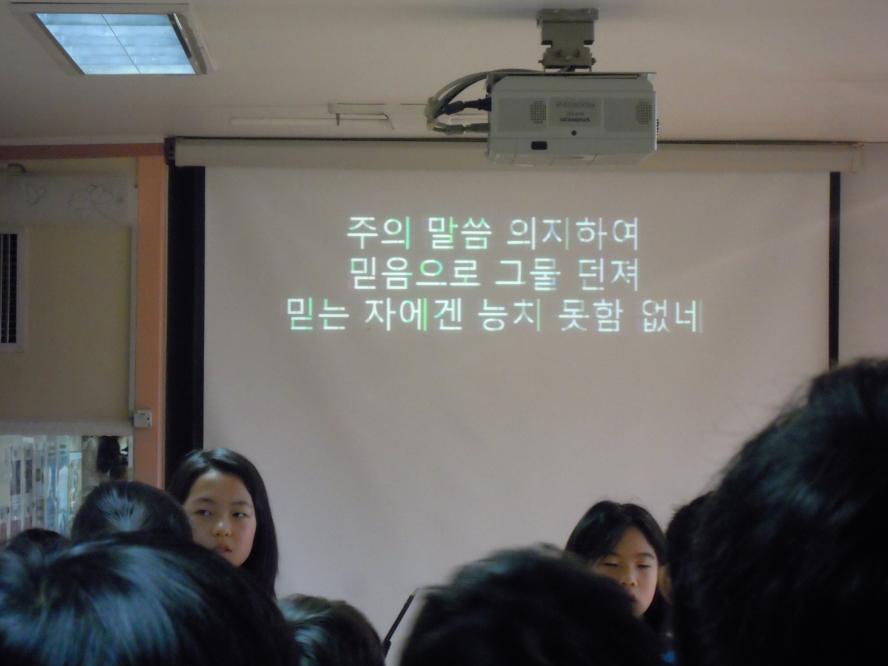 주의 말씀 의지하여
믿음으로 그물 던져
믿는 자에겐 능치 못함 없네